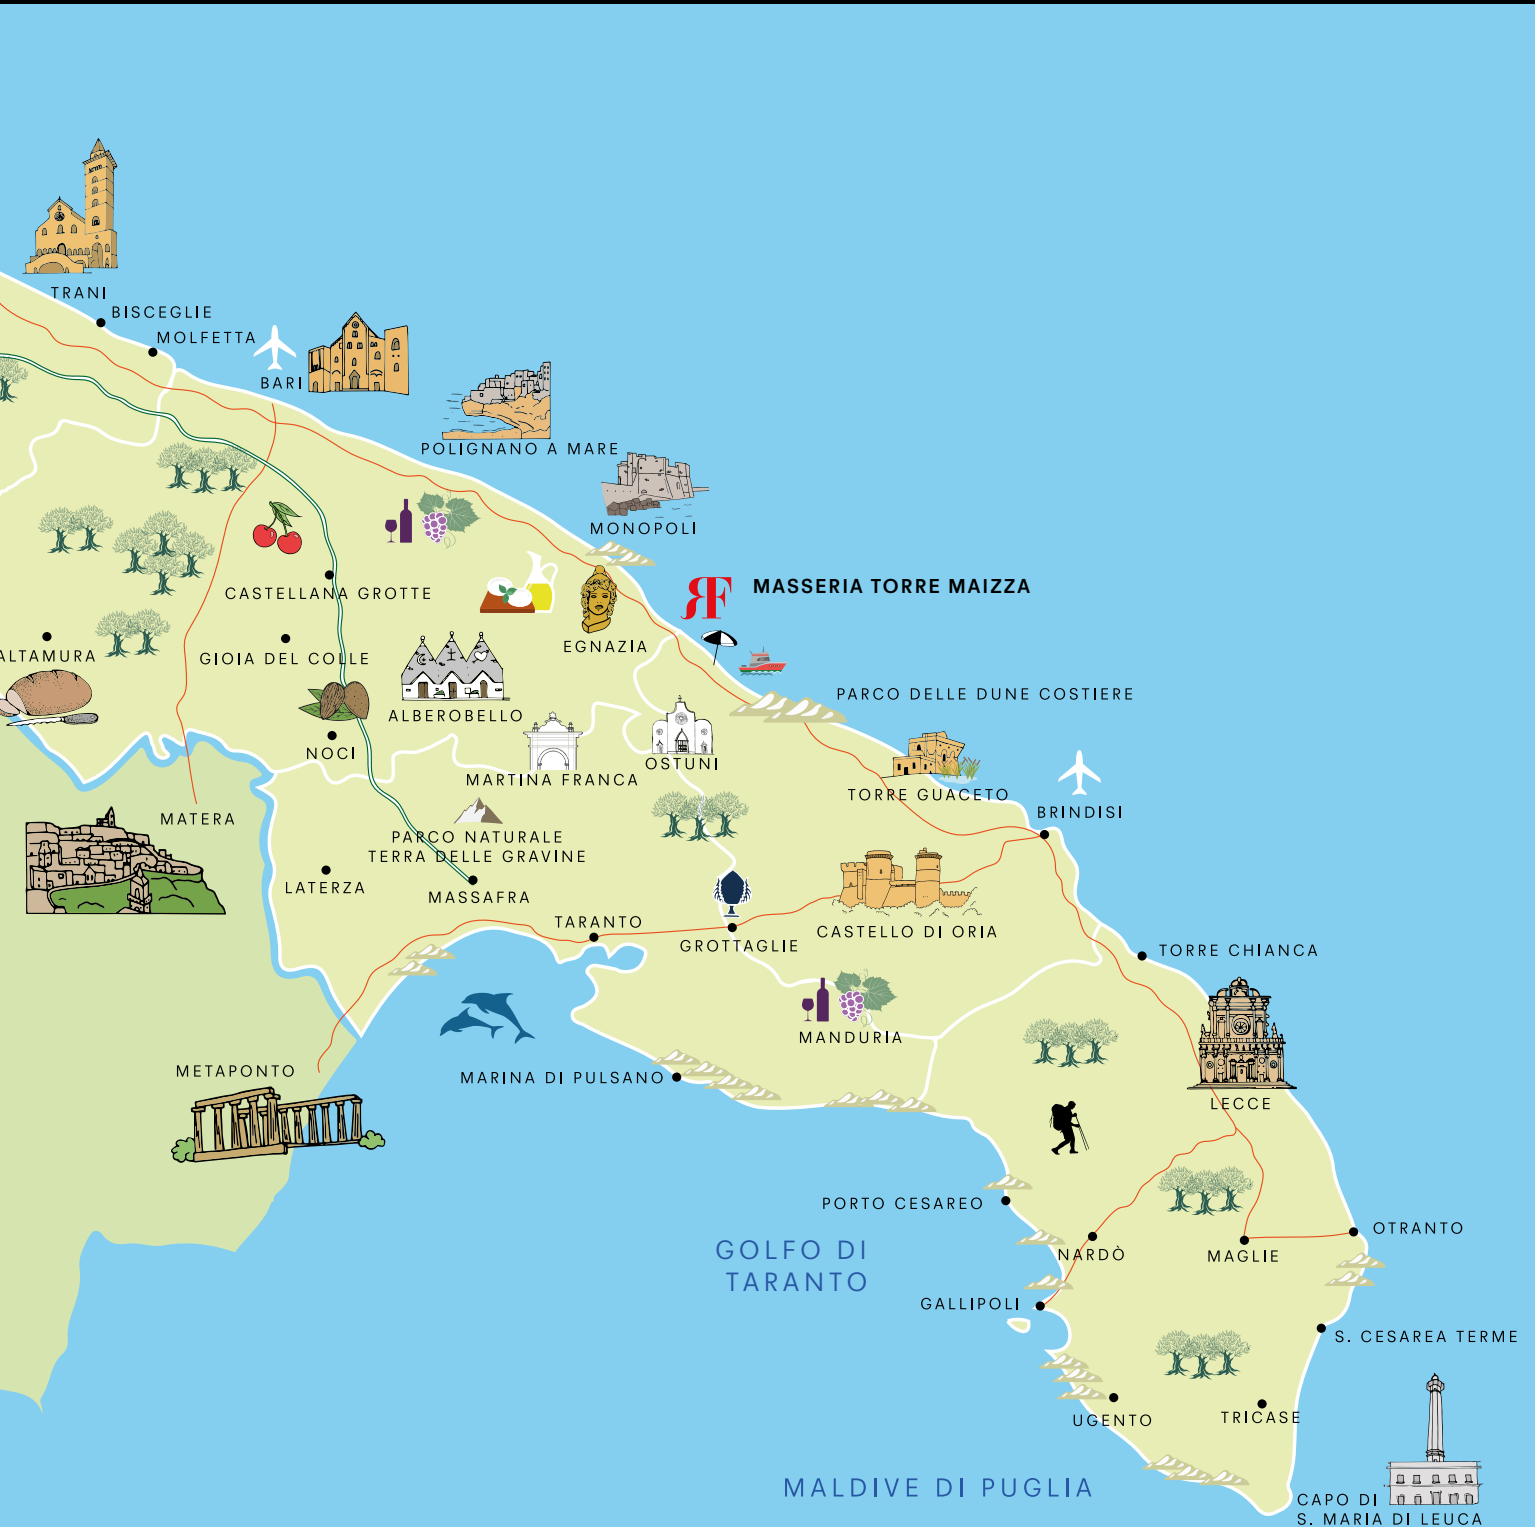 TRANI
BISCEGLIE
MOLFETTA
BARI
POLIGNANO A MARE
MONOPOLI
RF MASSERIA TORRE MAIZZA
CASTELLANA GROTTE
EGNAZIA
ALTAMURA
GIOIA DEL COLLE
PARCO DELLE DUNE COSTIERE
ALBEROBELLO
NOCI
OSTUNI
MARTINA FRANCA
TORRE GUACETO
BRINDISI
MATERA
PARCO NATURALE
TERRA DELLE GRAVINE
LATERZA
MASSAFRA
TARANTO
GROTTAGLIE
CASTELLO DI ORIA
TORRE CHIANCA
MANDURIA
METAPONTO
MARINA DI PULSANO
LECCE
PORTO CESAREO
OTRANTO
GOLFO DI
TARANTO
NARDÒ
MAGLIE
GALLIPOLI
S. CESAREA TERME
UGENTO
TRICASE
MALDIVE DI PUGLIA
CAPO DI
S. MARIA DI LEUCA